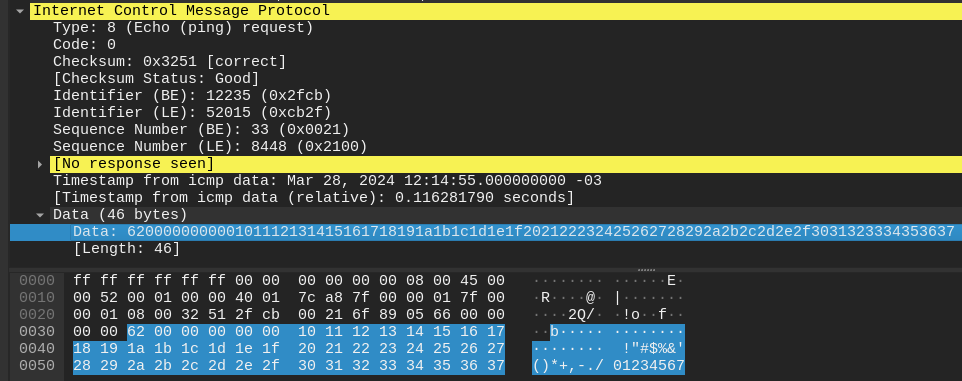 Internet Control Message Protocol
Type: 8 (Echo (ping) request)
Code: 0
Checksum: 0x3251 [correct]
[Checksum Status: Good]
Identifier (BE): 12235 (0x2fcb)
Identifier (LE): 52015 (0xcb2f)
Sequence Number (BE): 33 (0x0021)
Sequence Number (LE): 8448 (0x2100)
[No response seen]
Timestamp from icmp data: Mar 28, 2024 12:14:55.000000000 -03
[Timestamp from icmp data (relative): 0.116281790 seconds]
Data (46 bytes)
Data: 620000000000101112131415161718191a1b1c1d1e1f202122232425262728292a2b2c2d2e2f3031323334353637
[Length: 46]
0000 ff ff ff ff ff ff 00 00 00 00 00 00 08 00 45 00 ········ ······E·
0010 00 52 00 01 00 00 40 01 7c a8 7f 00 00 01 7f 00 ·R····@· |·······
0020 00 01 08 00 32 51 2f cb 00 21 6f 89 05 66 00 00 ····2Q/· ·!o··f··
0030 00 00 62 00 00 00 00 00 10 11 12 13 14 15 16 17 ··b····· ········
0040 18 19 1a 1b 1c 1d 1e 1f 20 21 22 23 24 25 26 27 ········ !"#$%&'
0050 28 29 2a 2b 2c 2d 2e 2f 30 31 32 33 34 35 36 37 ()*+,-./ 01234567